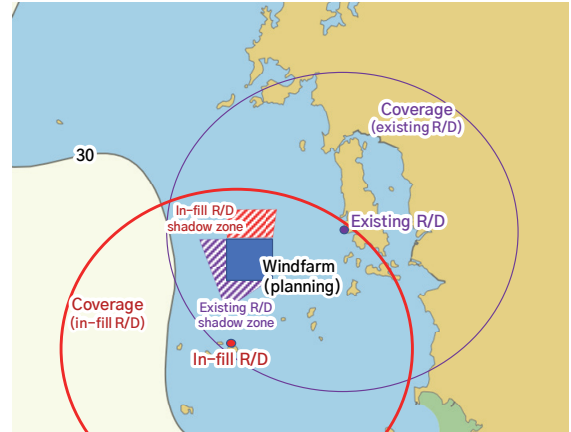 Coverage
(existing R/D)
30
In-fill R/D
shadow zone
Existing R/D
Windfarm
(planning)
Coverage
(in-fill R/D)
Existing R/D
shadow zone
In-fill R/D